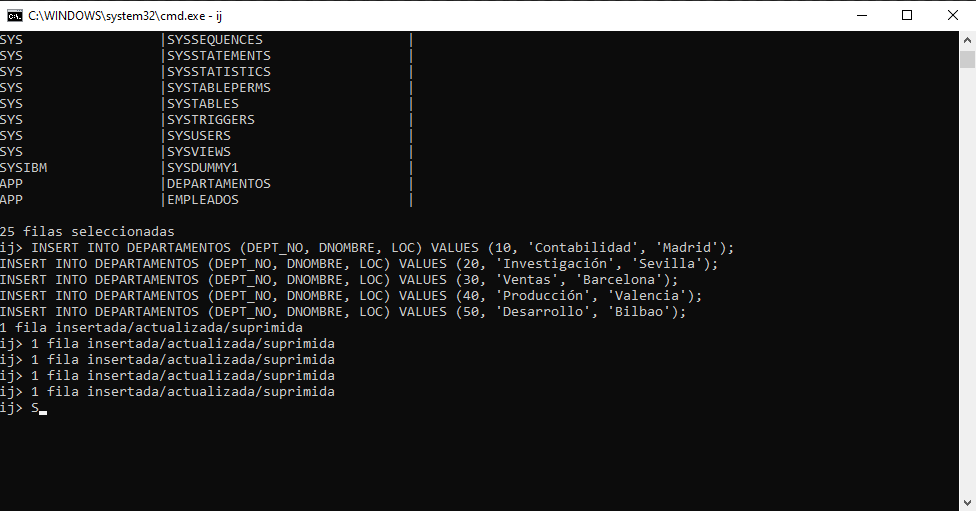 C:\WINDOWS\system32\cmd.exe - ij
SYS |SYSSEQUENCES |
SYS |SYSSTATEMENTS |
SYS |SYSSTATISTICS |
SYS |SYSTABLEPERMS |
SYS |SYSTABLES |
SYS |SYSTRIGGERS |
SYS |SYSUSERS |
SYS |SYSVIEWS |
SYSIBM |SYSDUMMY1 |
APP |DEPARTAMENTOS |
APP |EMPLEADOS |
25 filas seleccionadas
ij> INSERT INTO DEPARTAMENTOS (DEPT_NO, DNOMBRE, LOC) VALUES (10, 'Contabilidad', 'Madrid');
INSERT INTO DEPARTAMENTOS (DEPT_NO, DNOMBRE, LOC) VALUES (20, 'Investigación', 'Sevilla');
INSERT INTO DEPARTAMENTOS (DEPT_NO, DNOMBRE, LOC) VALUES (30, 'Ventas', 'Barcelona');
INSERT INTO DEPARTAMENTOS (DEPT_NO, DNOMBRE, LOC) VALUES (40, 'Producción', 'Valencia');
INSERT INTO DEPARTAMENTOS (DEPT_NO, DNOMBRE, LOC) VALUES (50, 'Desarrollo', 'Bilbao');
1 fila insertada/actualizada/suprimida
ij> 1 fila insertada/actualizada/suprimida
ij> 1 fila insertada/actualizada/suprimida
ij> 1 fila insertada/actualizada/suprimida
ij> 1 fila insertada/actualizada/suprimida
ij> S